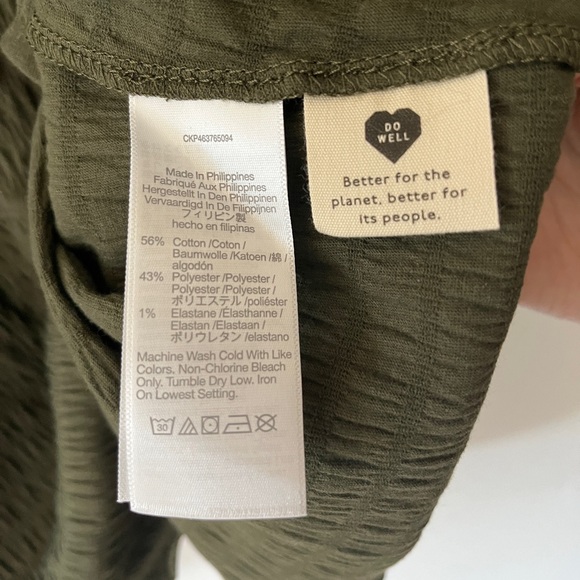 CKP463765094
Made In Philippines
Fabriqué Aux Philippines
Hergestellt In Den Philippinen
Vervaardigd In De Filippijnen
フィリピン製
hecho en filipinas
56% Cotton /Coton /
Baumwolle /Katoen /綿 /
algodón
43% Polyester /Polyester /
Polyester /Polyester /
ポリエステル /poliéster
1% Elastane /Élasthanne /
Elastan /Elastaan /
ポリウレタン /elastano
Machine Wash Cold With Like
Colors. Non-Chlorine Bleach
Only. Tumble Dry Low. Iron
On Lowest Setting.
30
DO
WELL
Better for the
planet, better for
its people.